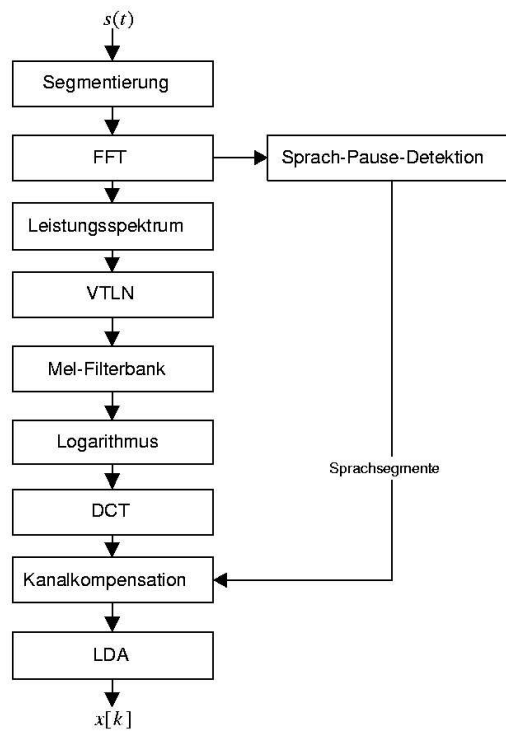 s(t)
Segmentierung
FFT
Sprach-Pause-Detektion
Leistungsspektrum
VTLN
Mel-Filterbank
Logarithmus
Sprachsegmente
DCT
Kanalkompensation
LDA
x[k]